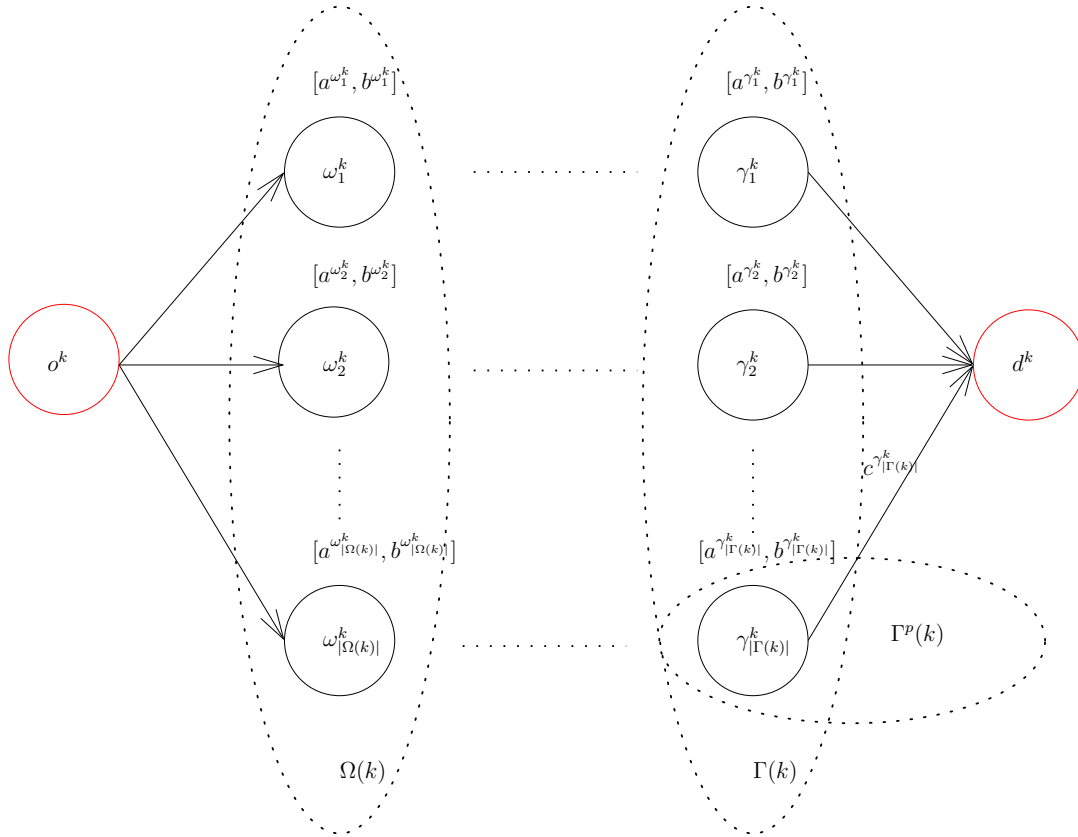 [a^{ω_1^k}, b^{ω_1^k}] [a^{γ_1^k}, b^{γ_1^k}]
ω_1^k γ_1^k
[a^{ω_2^k}, b^{ω_2^k}] [a^{γ_2^k}, b^{γ_2^k}]
o^k ω_2^k γ_2^k d^k
c^{γ_{|Γ(k)|}^k}
[a^{ω_{|Ω(k)|}^k}, b^{ω_{|Ω(k)|}^k}] [a^{γ_{|Γ(k)|}^k}, b^{γ_{|Γ(k)|}^k}]
ω_{|Ω(k)|}^k γ_{|Γ(k)|}^k Γ^p(k)
Ω(k) Γ(k)